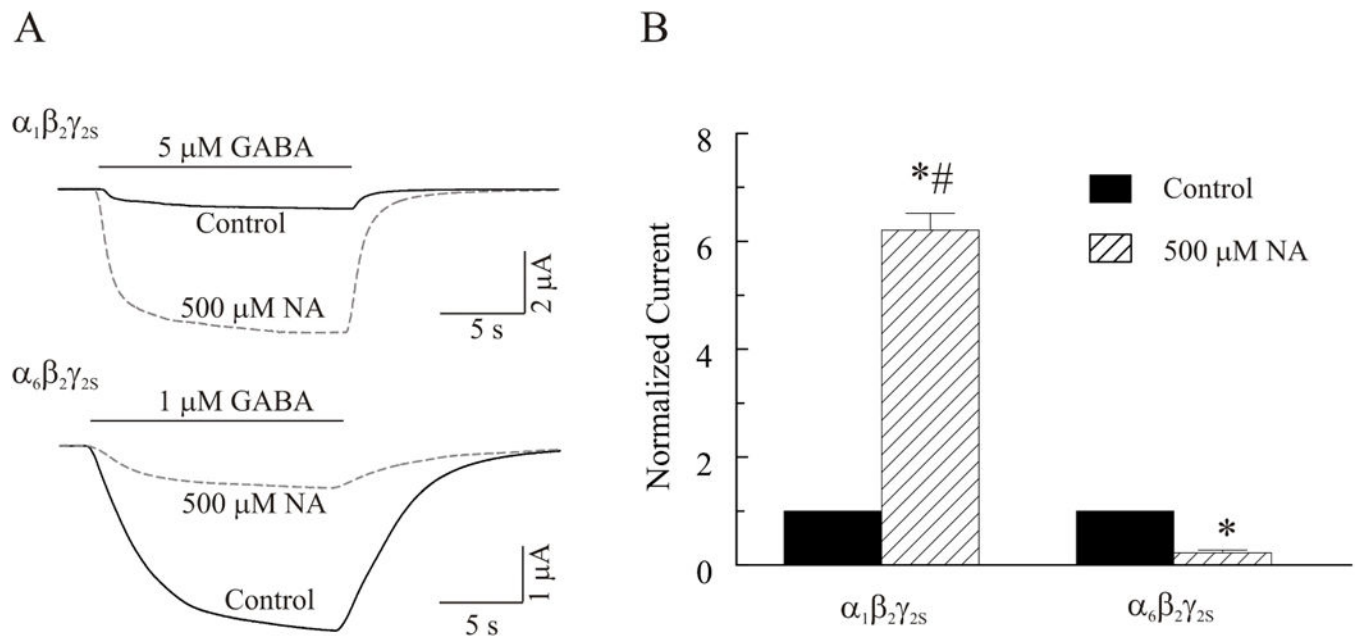 A
α1β2γ2S
5 μM GABA
Control
500 μM NA
2 μA
5 s
α6β2γ2S
1 μM GABA
500 μM NA
Control
1 μA
5 s
B
Normalized Current
8
6
4
2
0
*#
*
Control
500 μM NA
α1β2γ2S
α6β2γ2S